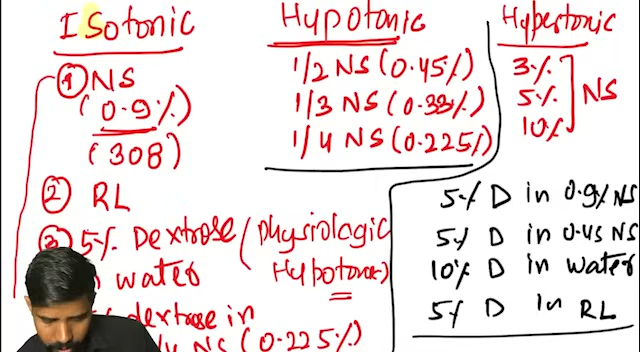 ISotonic
① NS
(0.9%)
(308)
② RL
③ 5% Dextrose (Physiologic
water Hypotonic)
dextrose in
NS (0.225%)
Hypotonic
1/2 NS (0.45%)
1/3 NS (0.33%)
1/4 NS (0.225%)
Hypertonic
3%
5%
10%
NS
5% D in 0.9% NS
5% D in 0.45 NS
10% D in water
5% D in RL